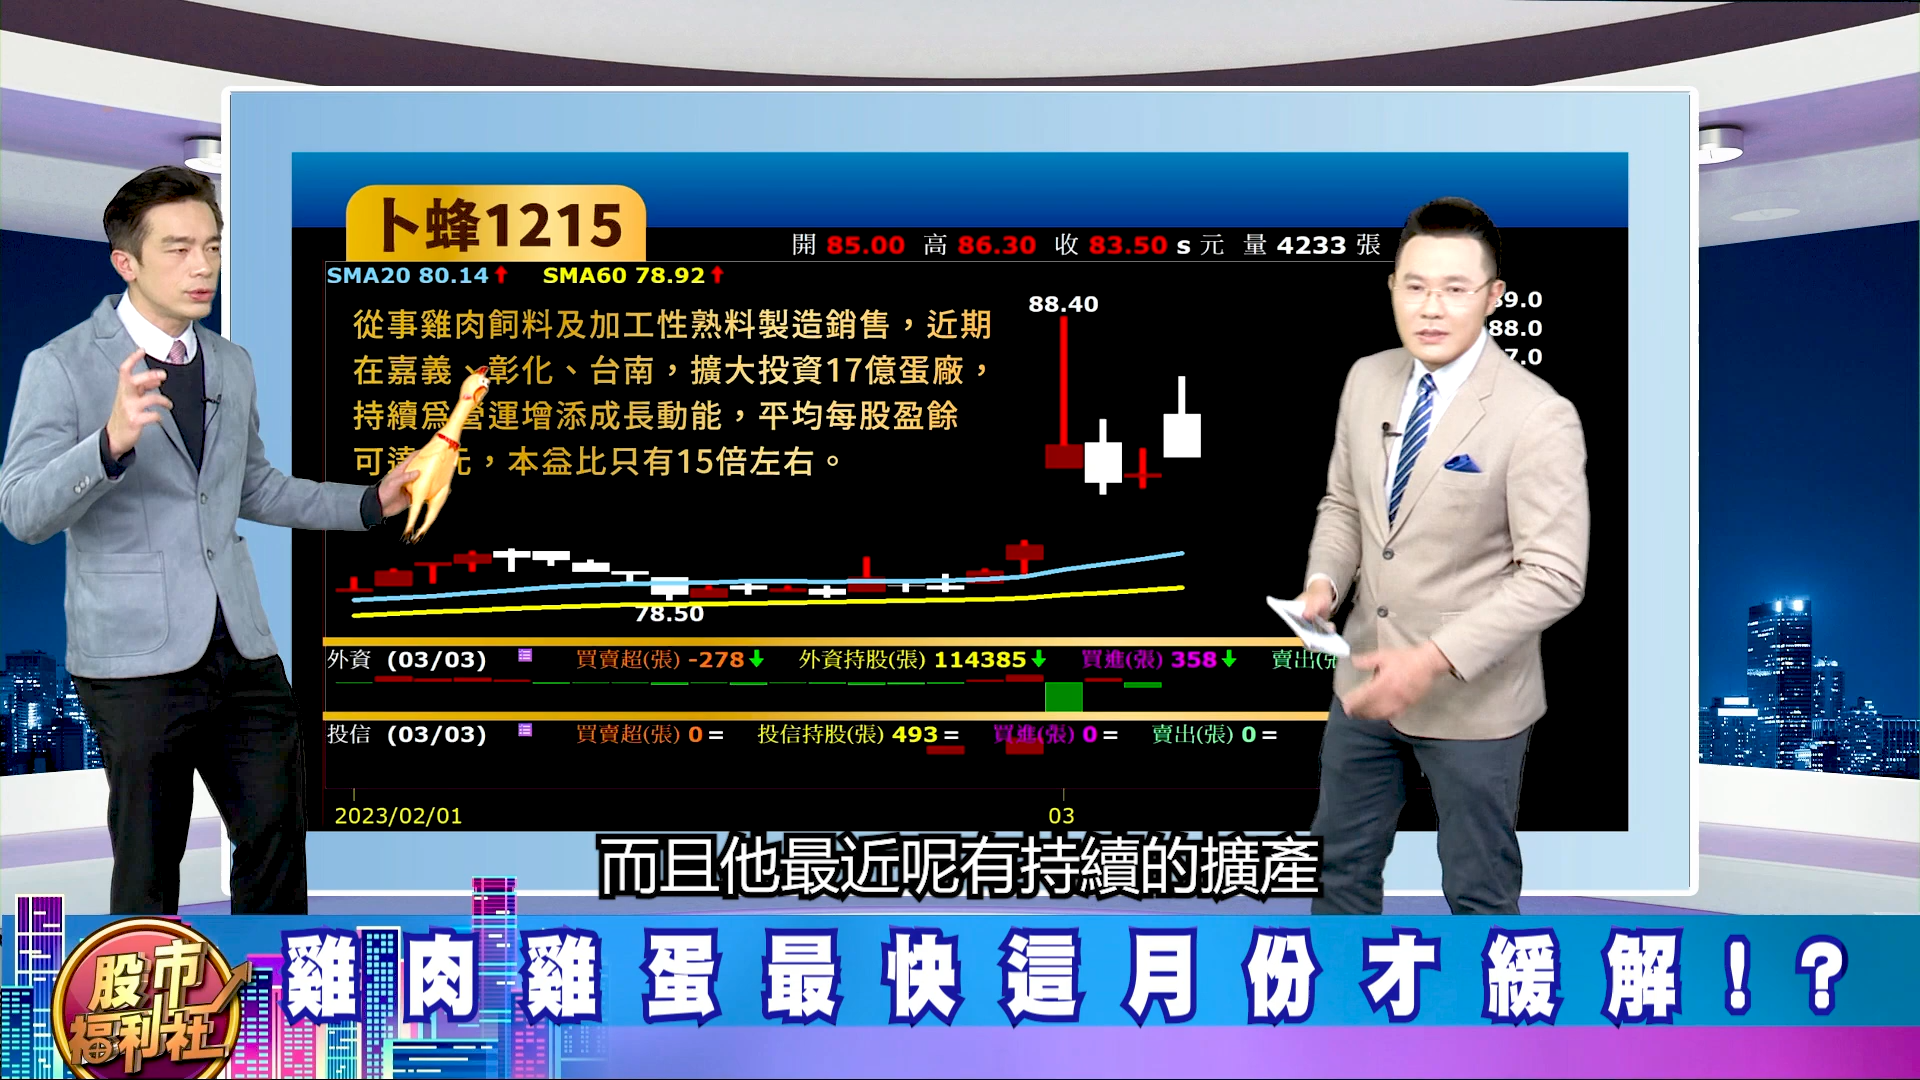 卜蜂1215
開 85.00 高 86.30 收 83.50 s 元 量 4233 張
SMA20 80.14↑ SMA60 78.92↑
88.40
89.0
88.0
7.0
從事雞肉飼料及加工性熟料製造銷售，近期
在嘉義、彰化、台南，擴大投資17億蛋廠，
持續為營運增添成長動能，平均每股盈餘
可達 元，本益比只有15倍左右。
78.50
外資 (03/03) 買賣超(張) -278↓ 外資持股(張) 114385↓ 買進(張) 358↓ 賣出(張
投信 (03/03) 買賣超(張) 0 = 投信持股(張) 493 = 買進(張) 0 = 賣出(張) 0 =
2023/02/01 03
而且他最近呢有持續的擴產
雞肉雞蛋最快這月份才緩解！？
股市
福利社